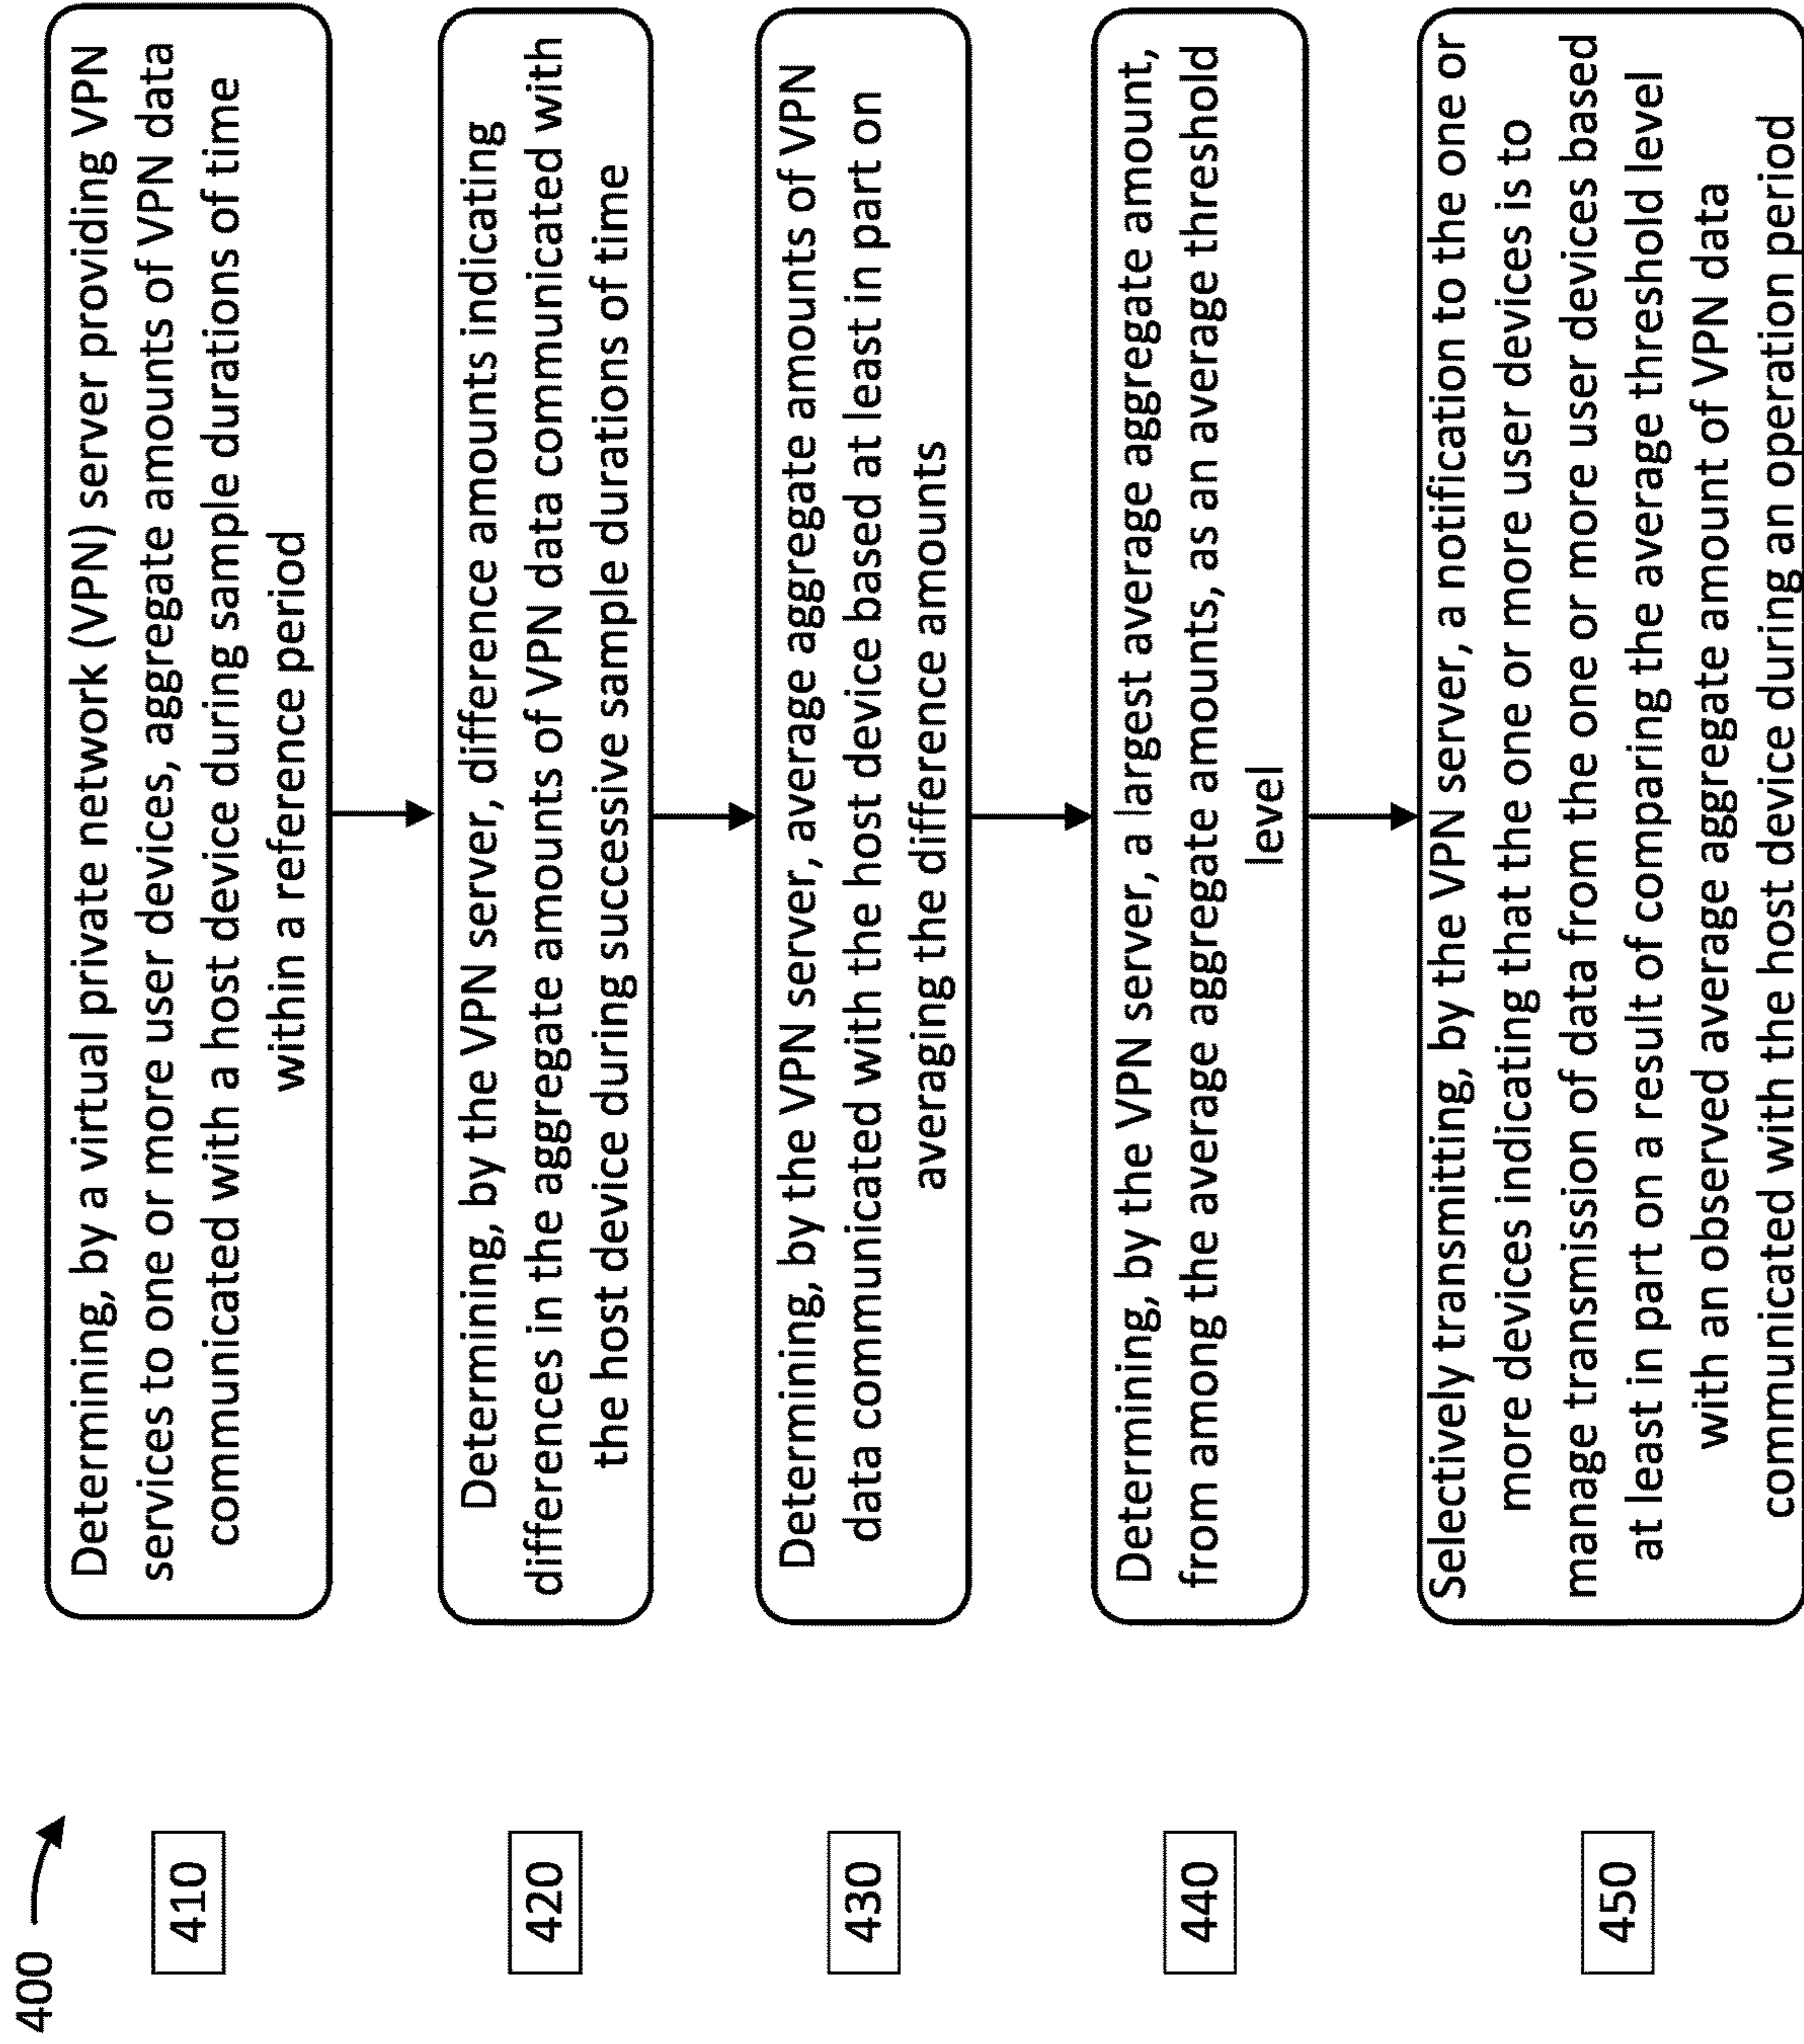 400
410
Determining, by a virtual private network (VPN) server providing VPN
services to one or more user devices, aggregate amounts of VPN data
communicated with a host device during sample durations of time
within a reference period
420
Determining, by the VPN server, difference amounts indicating
differences in the aggregate amounts of VPN data communicated with
the host device during successive sample durations of time
430
Determining, by the VPN server, average aggregate amounts of VPN
data communicated with the host device based at least in part on
averaging the difference amounts
440
Determining, by the VPN server, a largest average aggregate amount,
from among the average aggregate amounts, as an average threshold
level
450
Selectively transmitting, by the VPN server, a notification to the one or
more devices indicating that the one or more user devices is to
manage transmission of data from the one or more user devices based
at least in part on a result of comparing the average threshold level
with an observed average aggregate amount of VPN data
communicated with the host device during an operation period